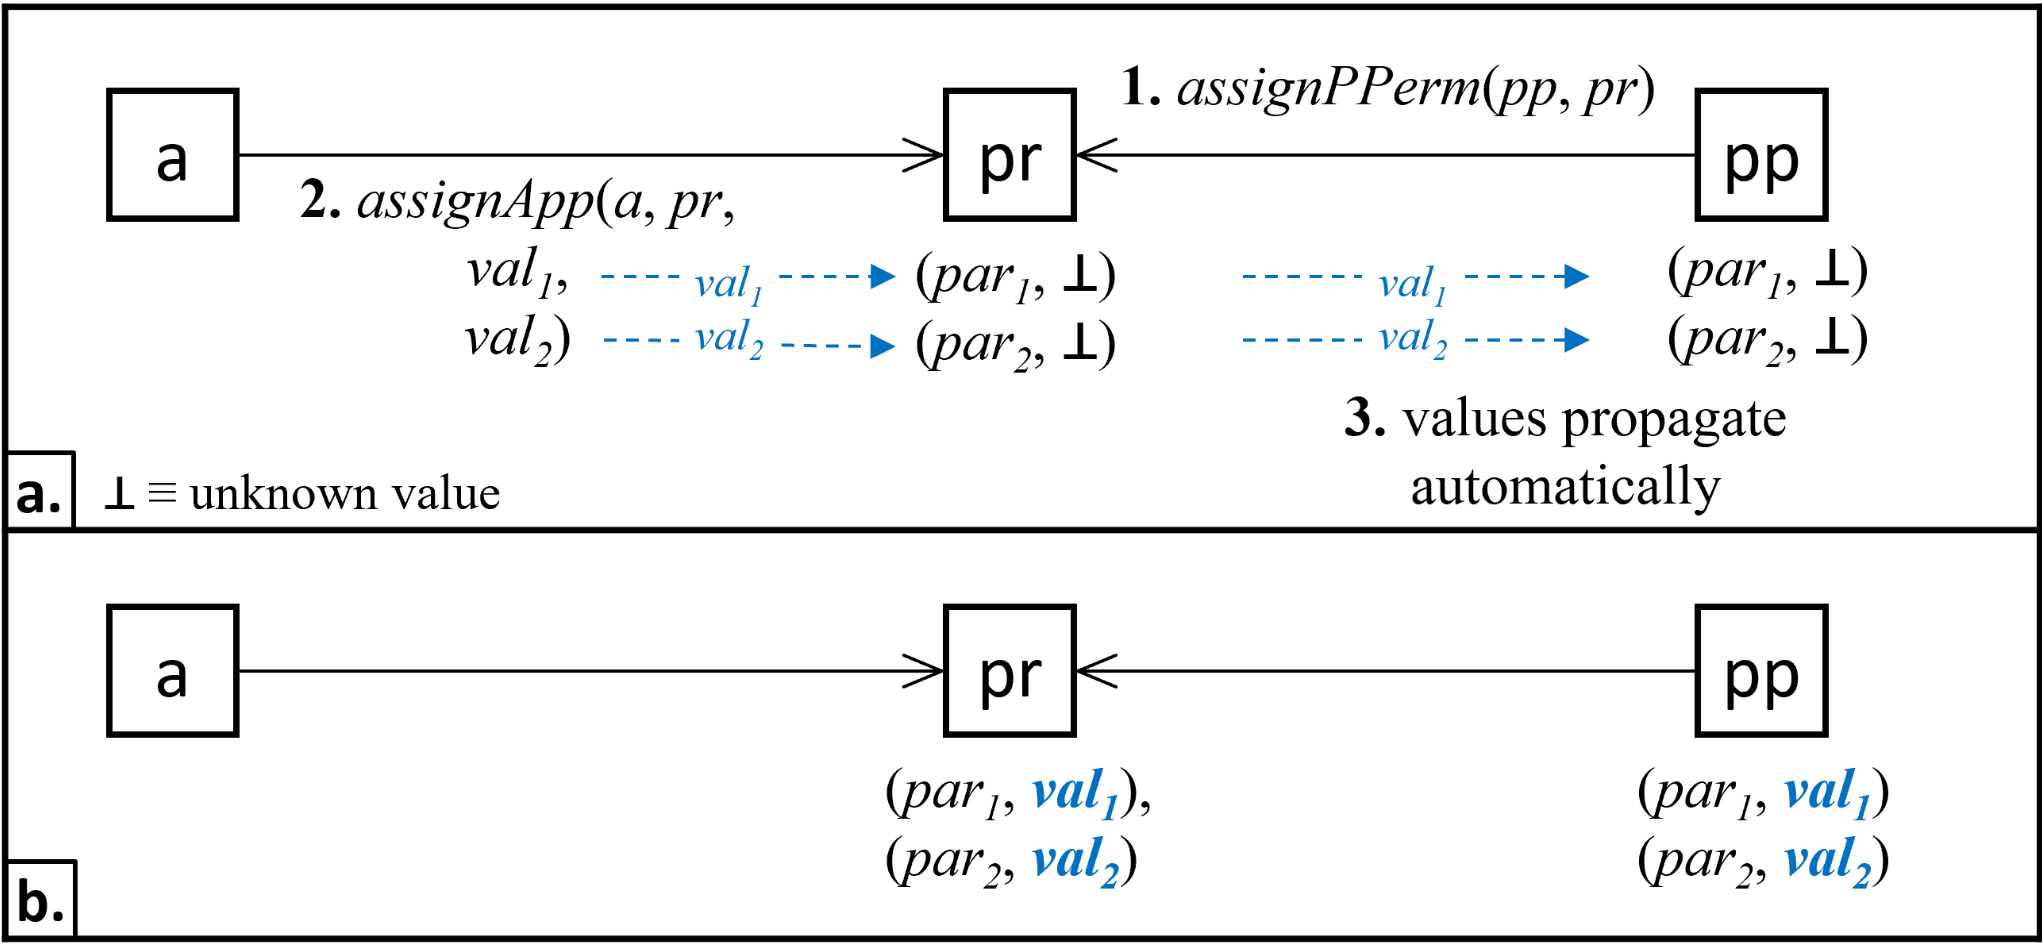 1. assignPPerm(pp, pr)
a pr pp
2. assignApp(a, pr,
val1, val1 (par1, ⊥) val1 (par1, ⊥)
val2) val2 (par2, ⊥) val2 (par2, ⊥)
3. values propagate
automatically
a. ⊥ ≡ unknown value
a pr pp
(par1, val1), (par1, val1)
(par2, val2) (par2, val2)
b.